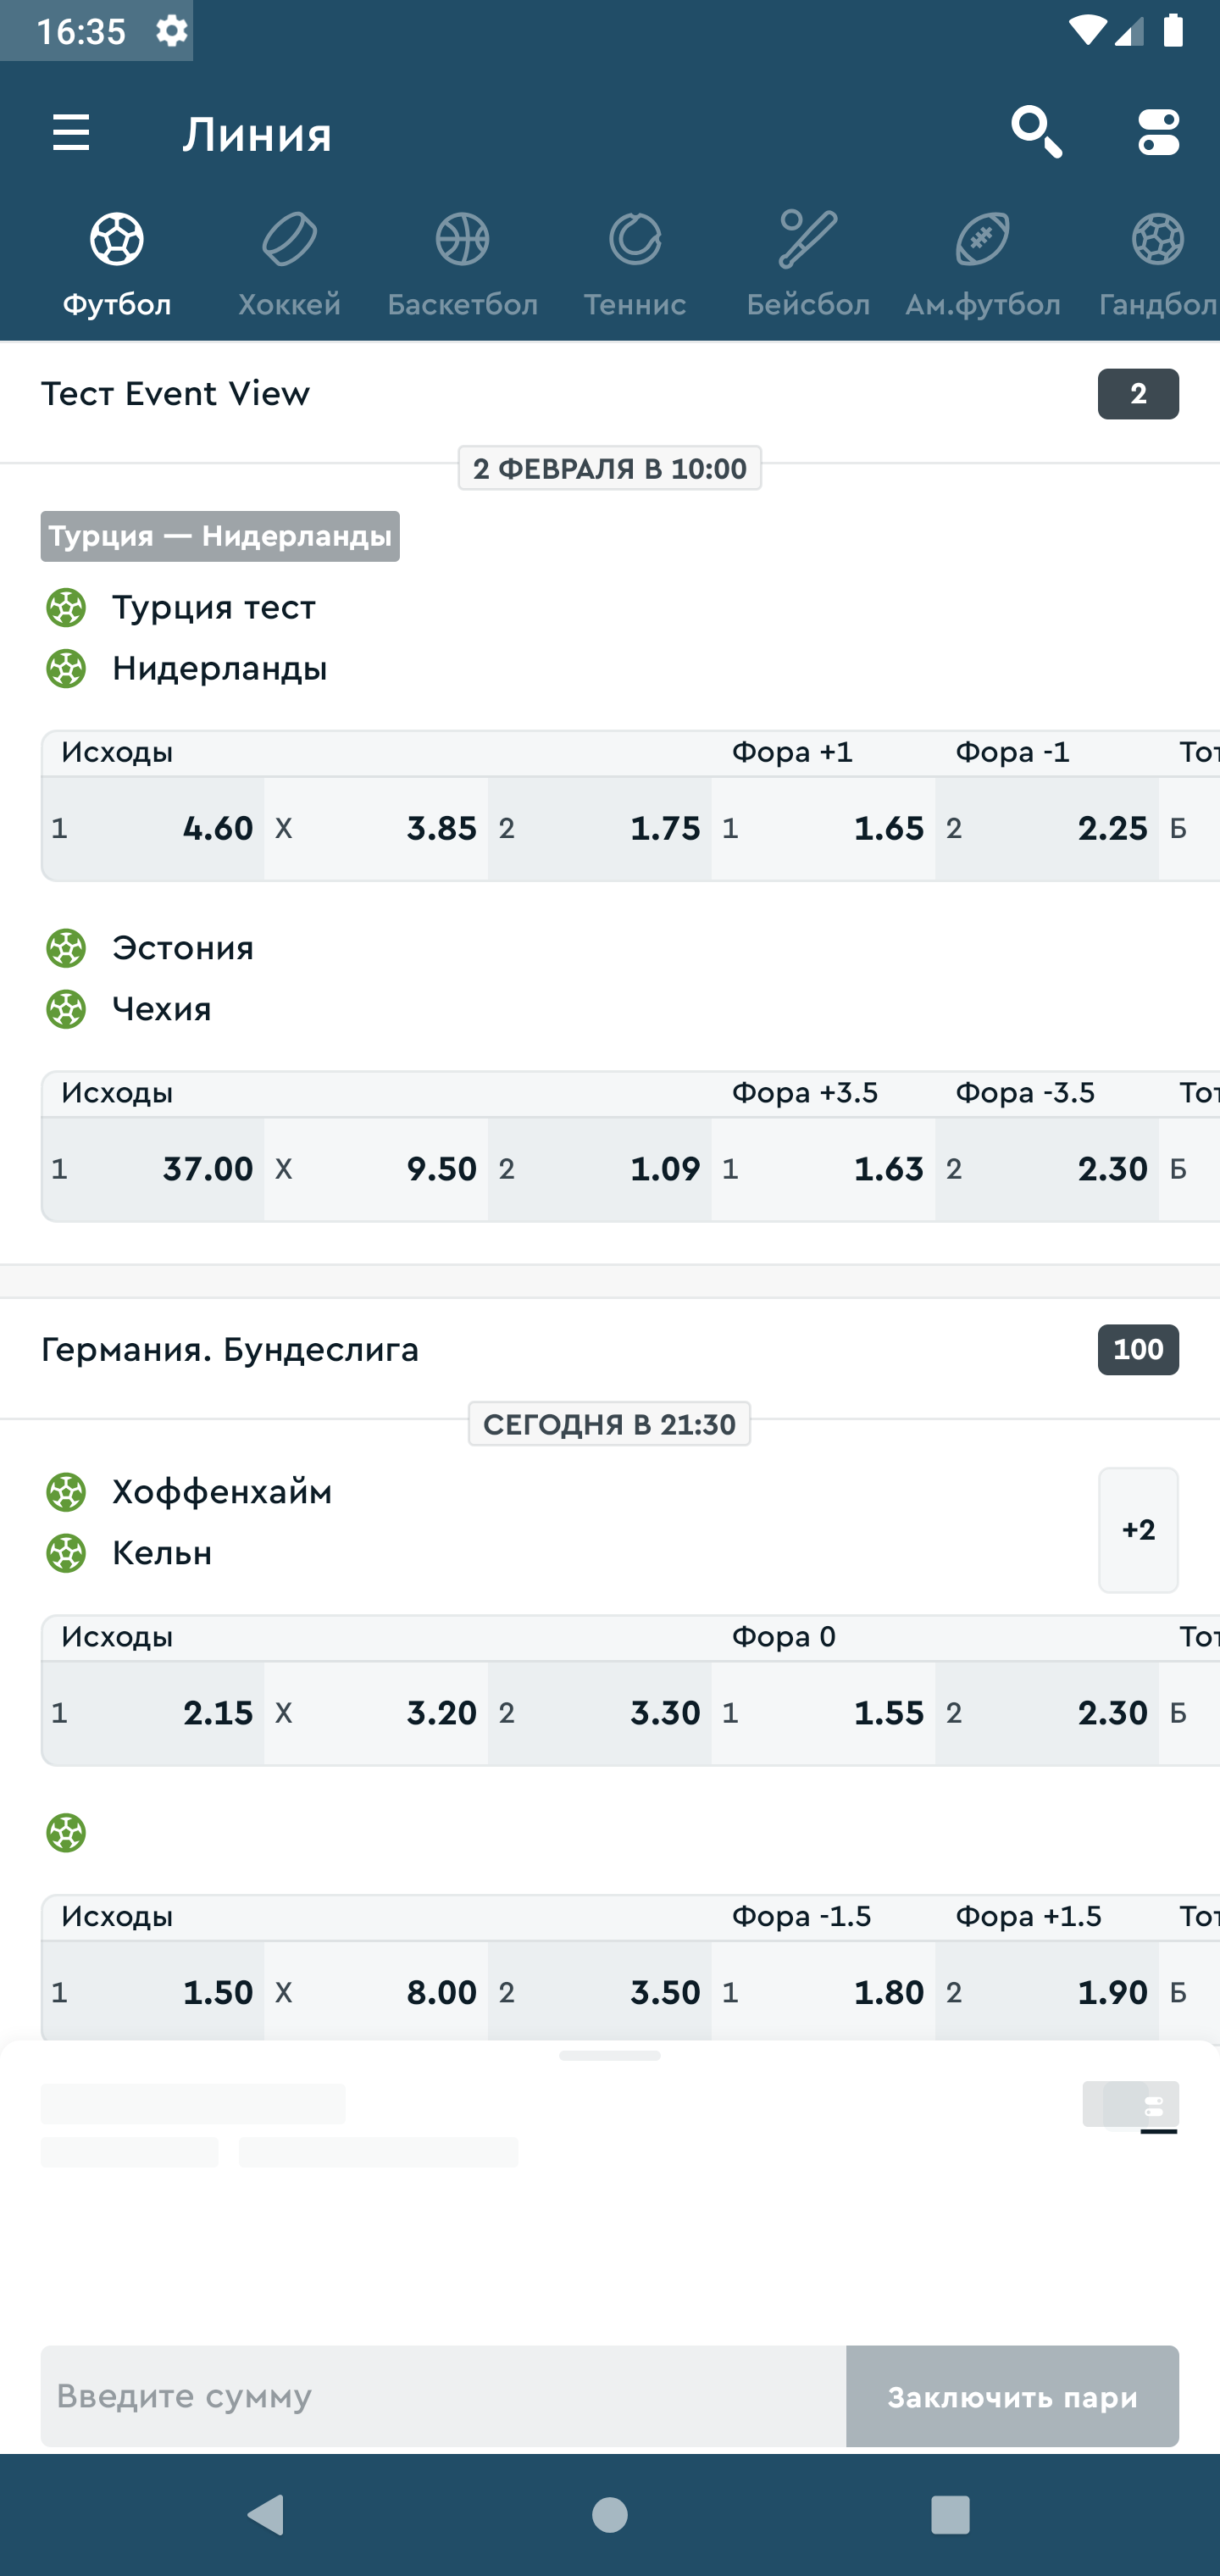 16:35
Линия
Футбол Хоккей Баскетбол Теннис Бейсбол Ам.футбол Гандбол
Тест Event View 2
2 ФЕВРАЛЯ В 10:00
Турция — Нидерланды
Турция тест
Нидерланды
Исходы Фора +1 Фора -1 Тот
1 4.60 X 3.85 2 1.75 1 1.65 2 2.25 Б
Эстония
Чехия
Исходы Фора +3.5 Фора -3.5 Тот
1 37.00 X 9.50 2 1.09 1 1.63 2 2.30 Б
Германия. Бундеслига 100
СЕГОДНЯ В 21:30
Хоффенхайм
Кельн
+2
Исходы Фора 0 Тот
1 2.15 X 3.20 2 3.30 1 1.55 2 2.30 Б
Исходы Фора -1.5 Фора +1.5 Тот
1 1.50 X 8.00 2 3.50 1 1.80 2 1.90 Б
Введите сумму Заключить пари